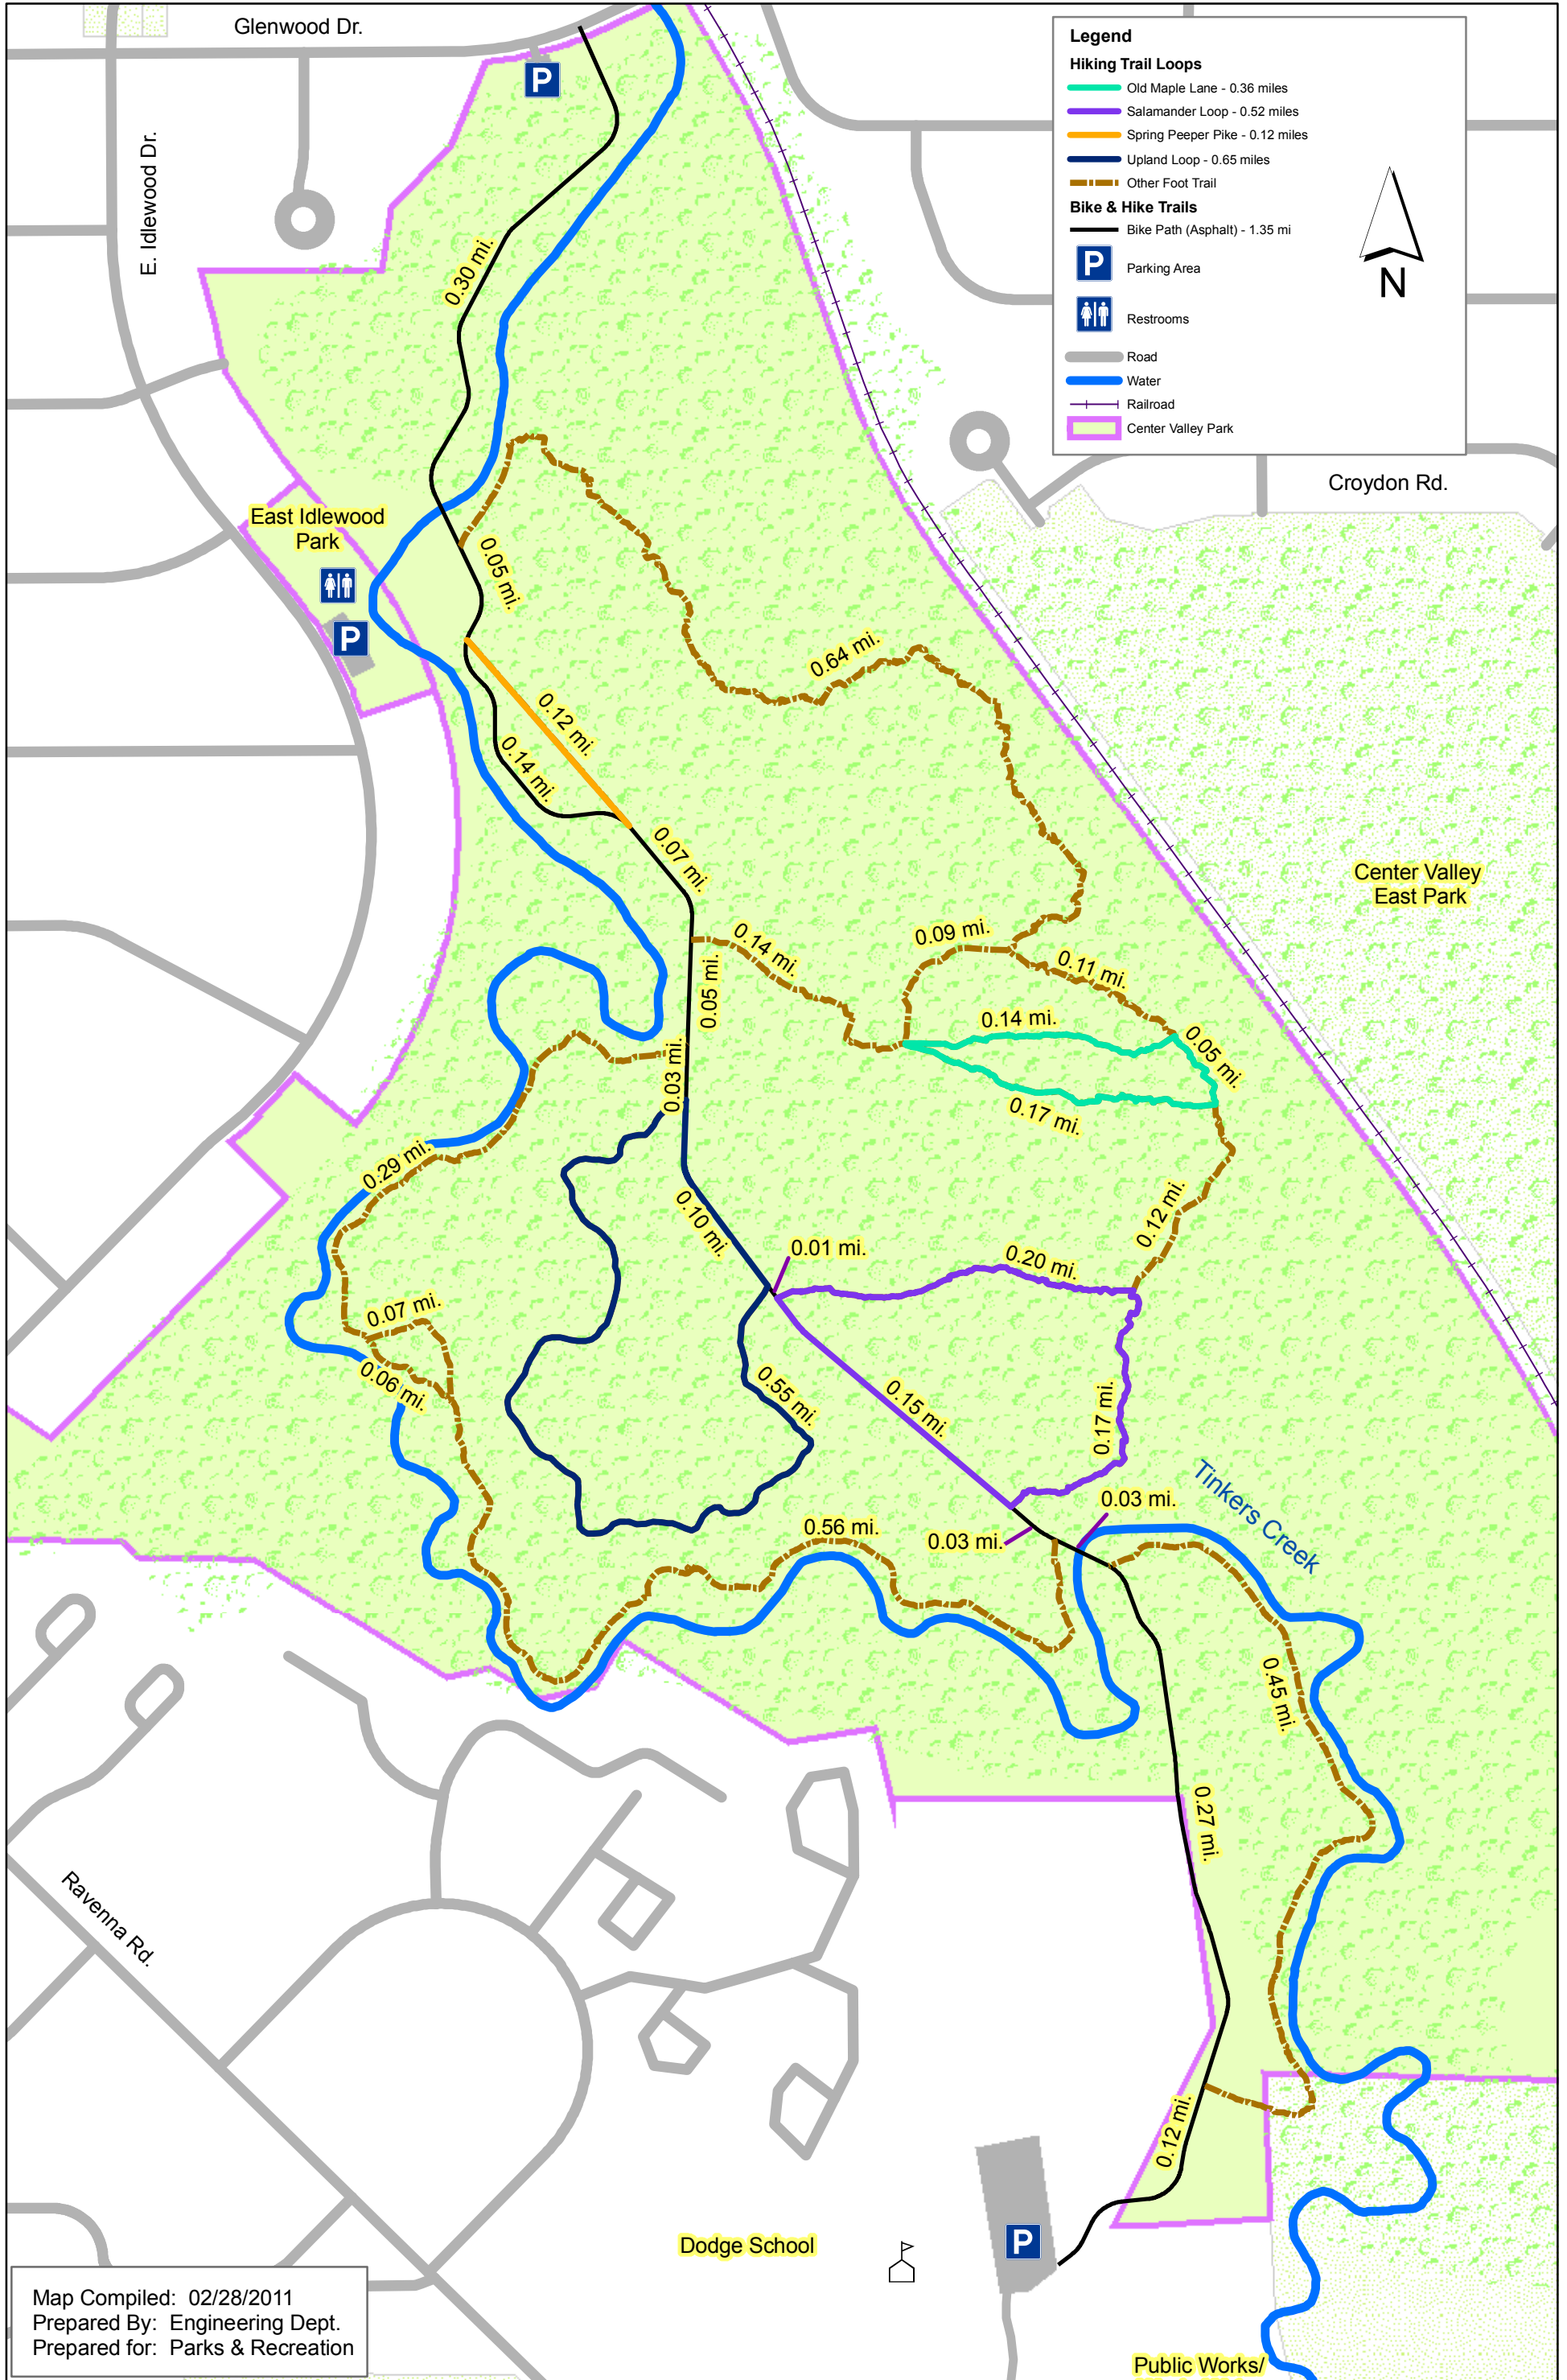 Glenwood Dr.
E. Idlewood Dr.
P
Legend
Hiking Trail Loops
Old Maple Lane - 0.36 miles
Salamander Loop - 0.52 miles
Spring Peeper Pike - 0.12 miles
Upland Loop - 0.65 miles
Other Foot Trail
Bike & Hike Trails
Bike Path (Asphalt) - 1.35 mi
P
Parking Area
Restrooms
Road
Water
Railroad
Center Valley Park
N
0.30 mi.
Croydon Rd.
East Idlewood
Park
P
0.05 mi.
0.64 mi.
0.12 mi.
0.14 mi.
0.07 mi.
Center Valley
East Park
0.14 mi.
0.09 mi.
0.11 mi.
0.05 mi.
0.14 mi.
0.05 mi.
0.03 mi.
0.17 mi.
0.29 mi.
0.12 mi.
0.10 mi.
0.01 mi.
0.20 mi.
0.07 mi.
0.06 mi.
0.55 mi.
0.15 mi.
0.17 mi.
Tinkers Creek
0.03 mi.
0.03 mi.
0.56 mi.
0.45 mi.
0.27 mi.
Ravenna Rd.
0.12 mi.
Dodge School
P
Map Compiled: 02/28/2011
Prepared By: Engineering Dept.
Prepared for: Parks & Recreation
Public Works/